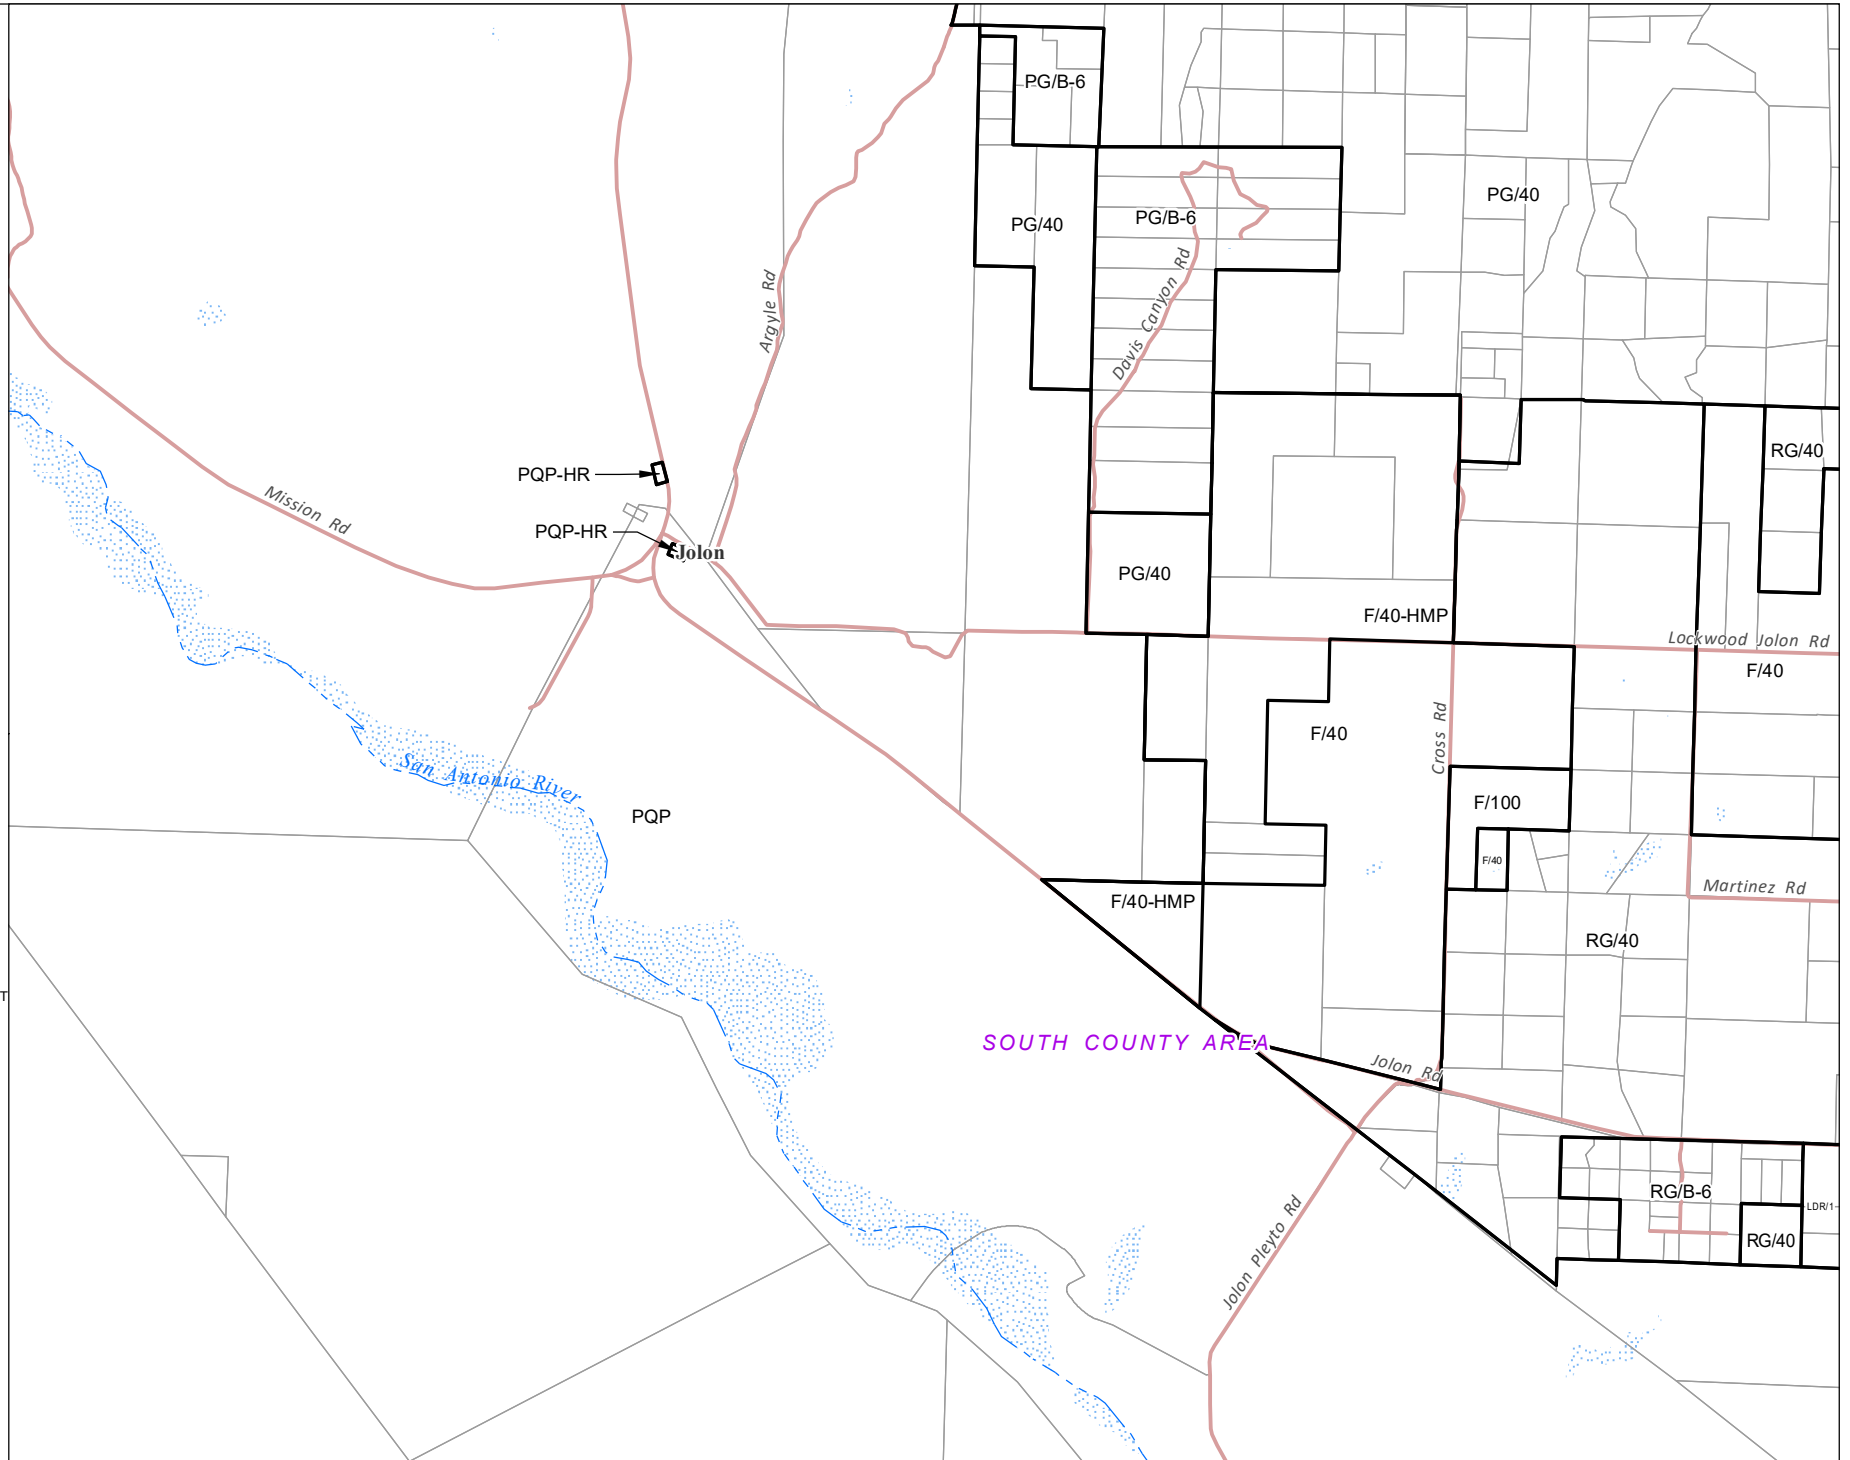 PG/B-6
PG/40
PG/B-6
PG/40
Argyle Rd
Davis Canyon Rd
RG/40
PQP-HR
Mission Rd
PQP-HR
Jolon
PG/40
F/40-HMP
Lockwood Jolon Rd
F/40
F/40
Cross Rd
San Antonio River
PQP
F/100
F/40
Martinez Rd
F/40-HMP
RG/40
T
SOUTH COUNTY AREA
Jolon Rd
RG/B-6
LDR/1
RG/40
Jolon Pleyto Rd